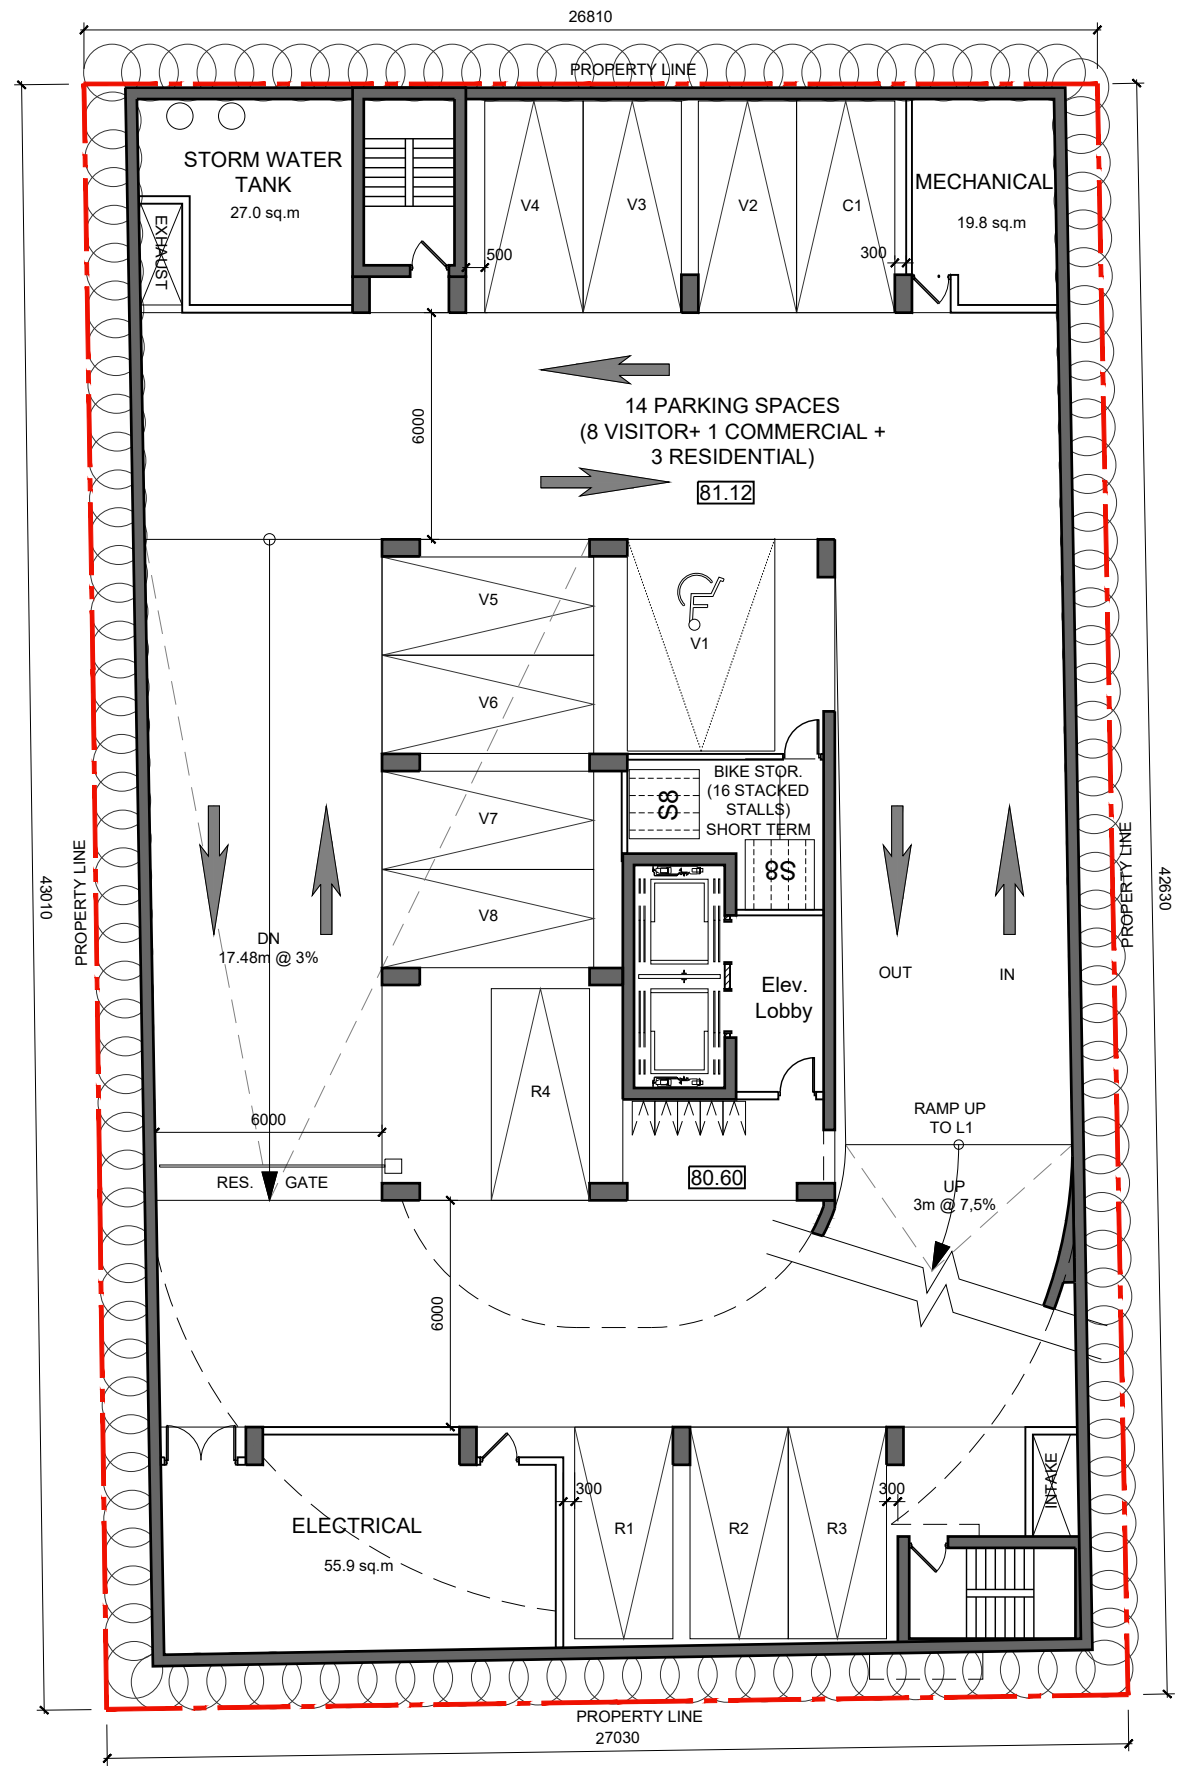 26810
PROPERTY LINE
STORM WATER
TANK
27.0 sq.m
EXHAUST
V4
V3
V2
C1
MECHANICAL
19.8 sq.m
500
300
6000
14 PARKING SPACES
(8 VISITOR+ 1 COMMERCIAL +
3 RESIDENTIAL)
81.12
V5
V1
V6
BIKE STOR.
(16 STACKED
STALLS)
SHORT TERM
S8
S8
V7
V8
43010
PROPERTY LINE
PROPERTY LINE
42630
DN
17.48m @ 3%
OUT
IN
Elev.
Lobby
R4
6000
RAMP UP
TO L1
RES.
GATE
80.60
UP
3m @ 7,5%
6000
300
300
INTAKE
ELECTRICAL
55.9 sq.m
R1
R2
R3
PROPERTY LINE
27030